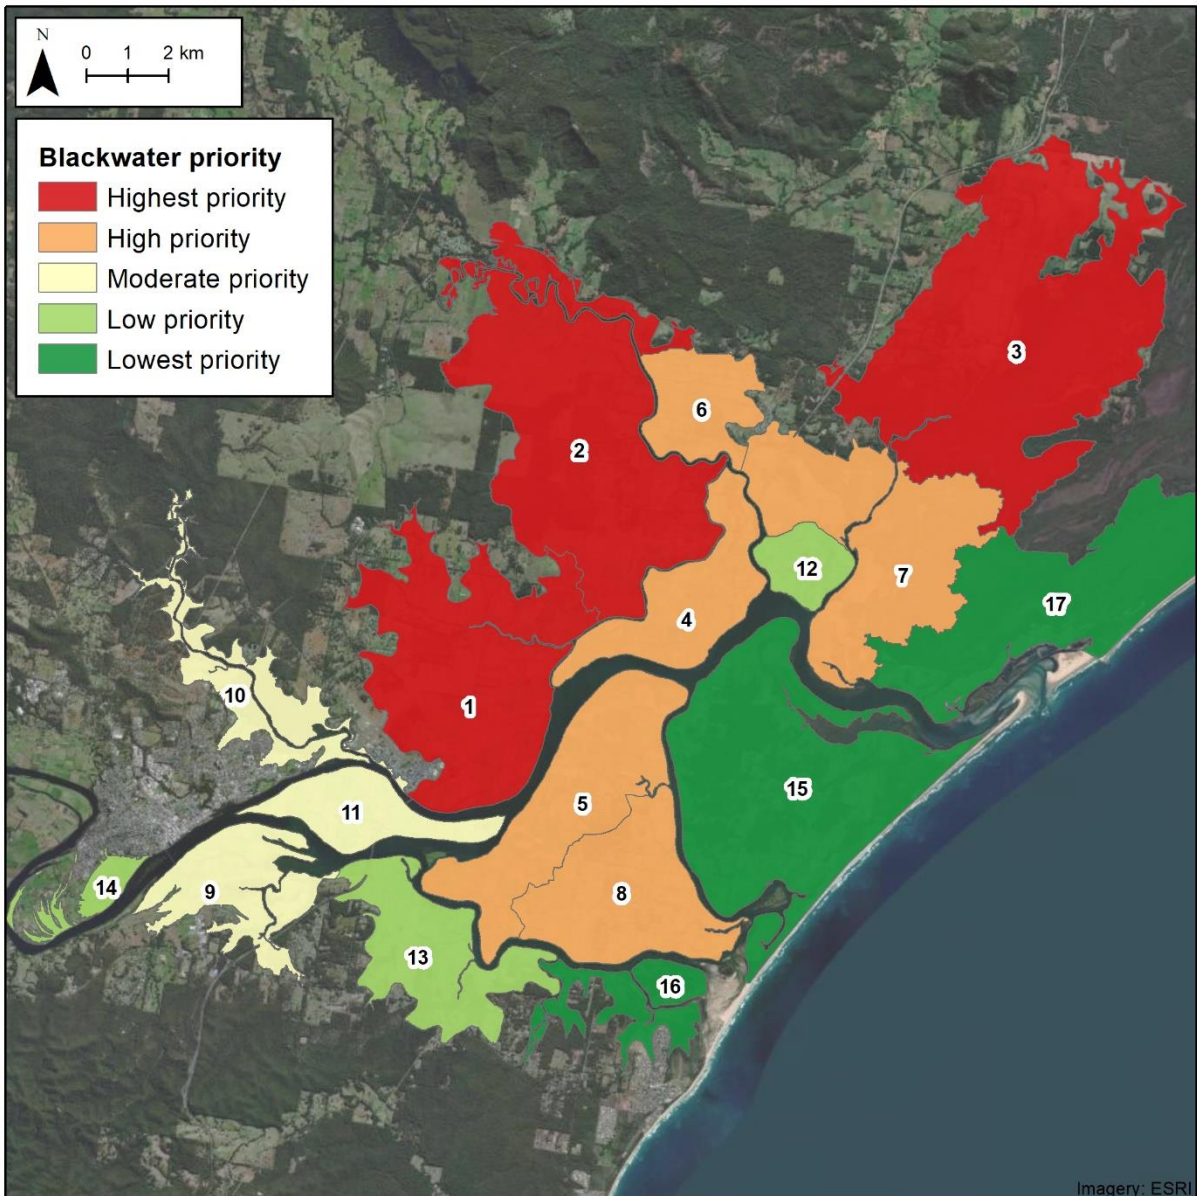 N
0 1 2 km
Blackwater priority
Highest priority
High priority
Moderate priority
Low priority
Lowest priority
3
6
2
12
7
17
4
10
1
15
5
11
14
9
8
13
16
Imagery: ESRI